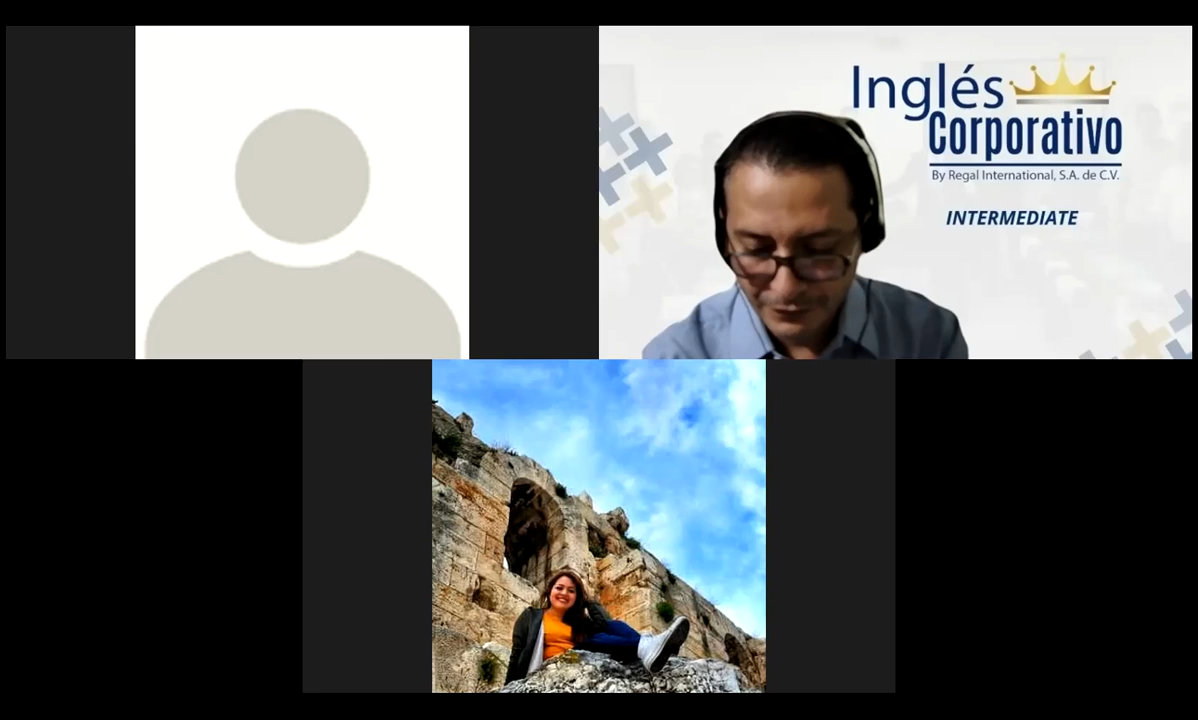 Inglés
Corporativo
By Regal International, S.A. de C.V.
INTERMEDIATE